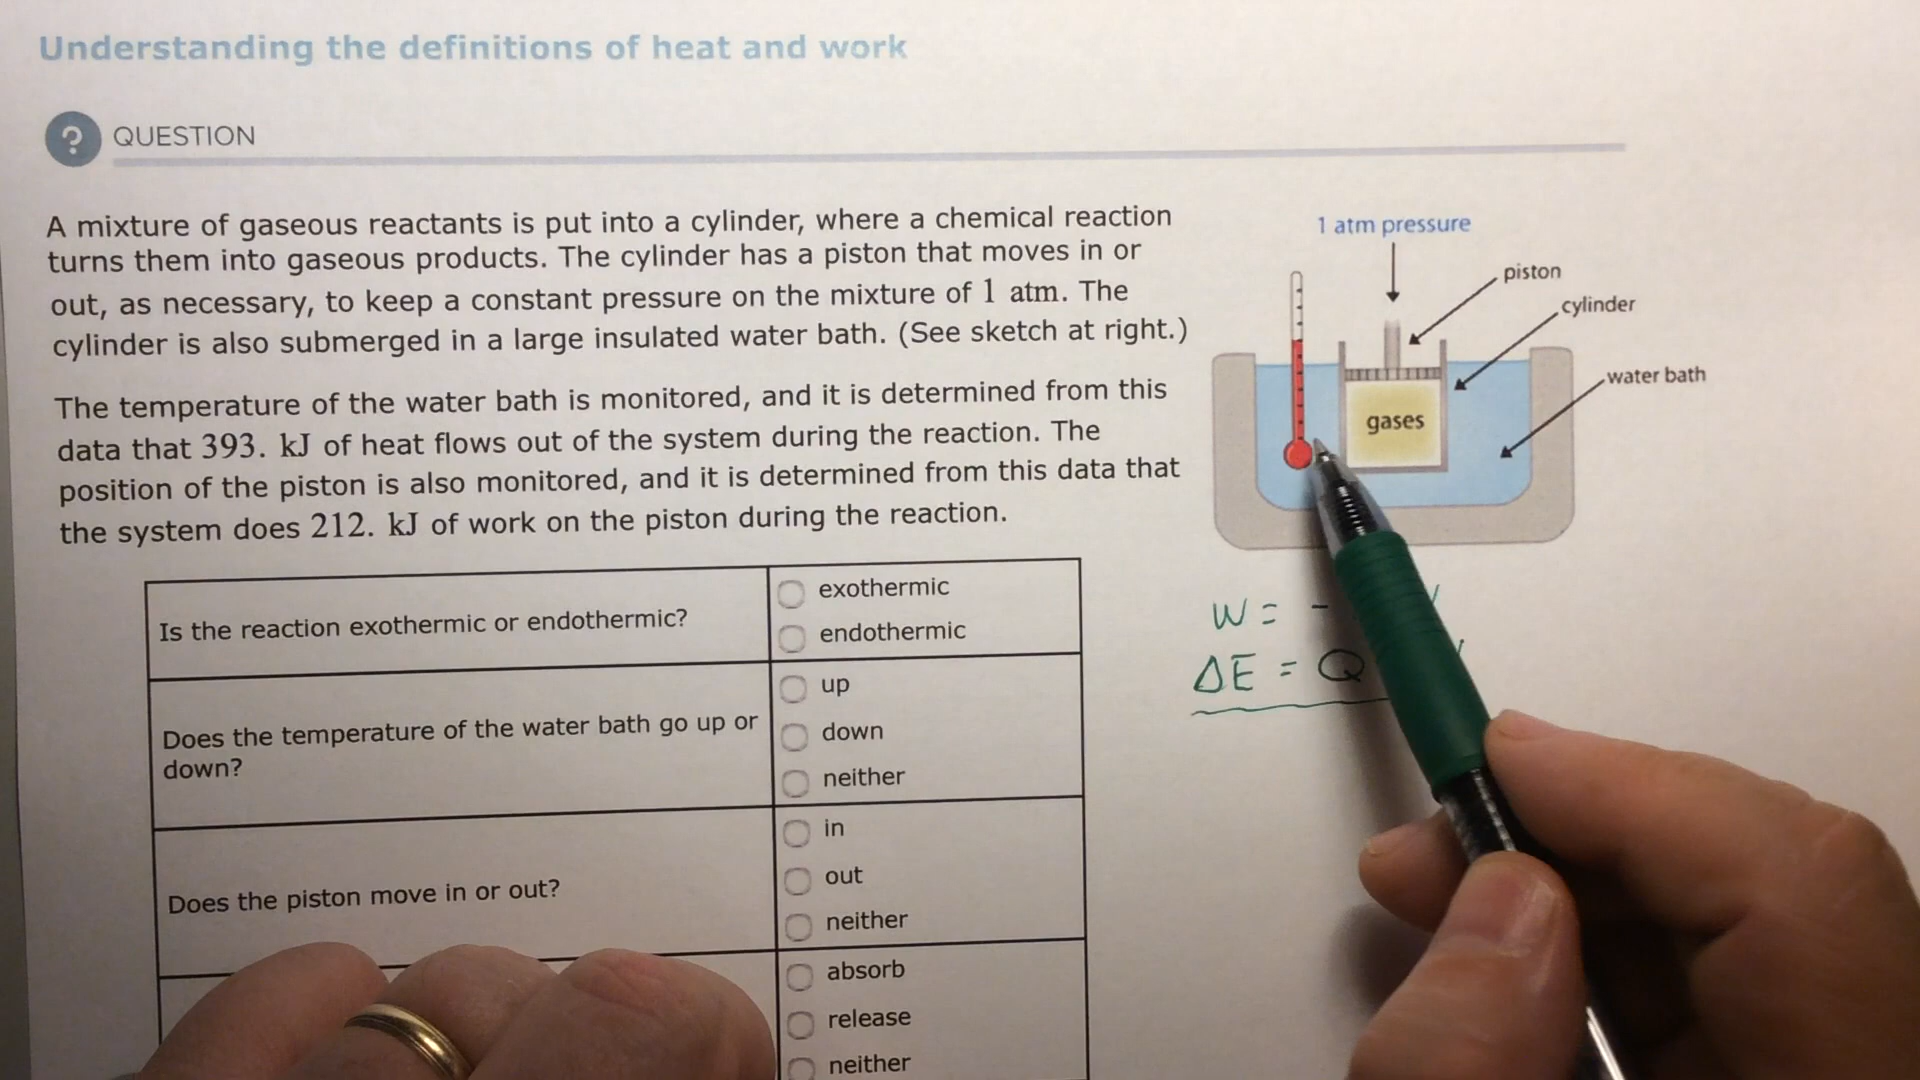 Understanding the definitions of heat and work
? QUESTION
A mixture of gaseous reactants is put into a cylinder, where a chemical reaction
turns them into gaseous products. The cylinder has a piston that moves in or
out, as necessary, to keep a constant pressure on the mixture of 1 atm. The
cylinder is also submerged in a large insulated water bath. (See sketch at right.)
The temperature of the water bath is monitored, and it is determined from this
data that 393. kJ of heat flows out of the system during the reaction. The
position of the piston is also monitored, and it is determined from this data that
the system does 212. kJ of work on the piston during the reaction.
1 atm pressure
piston
cylinder
water bath
gases
W = -
ΔE = Q
Is the reaction exothermic or endothermic?
exothermic
endothermic
Does the temperature of the water bath go up or
down?
up
down
neither
Does the piston move in or out?
in
out
neither
absorb
release
neither